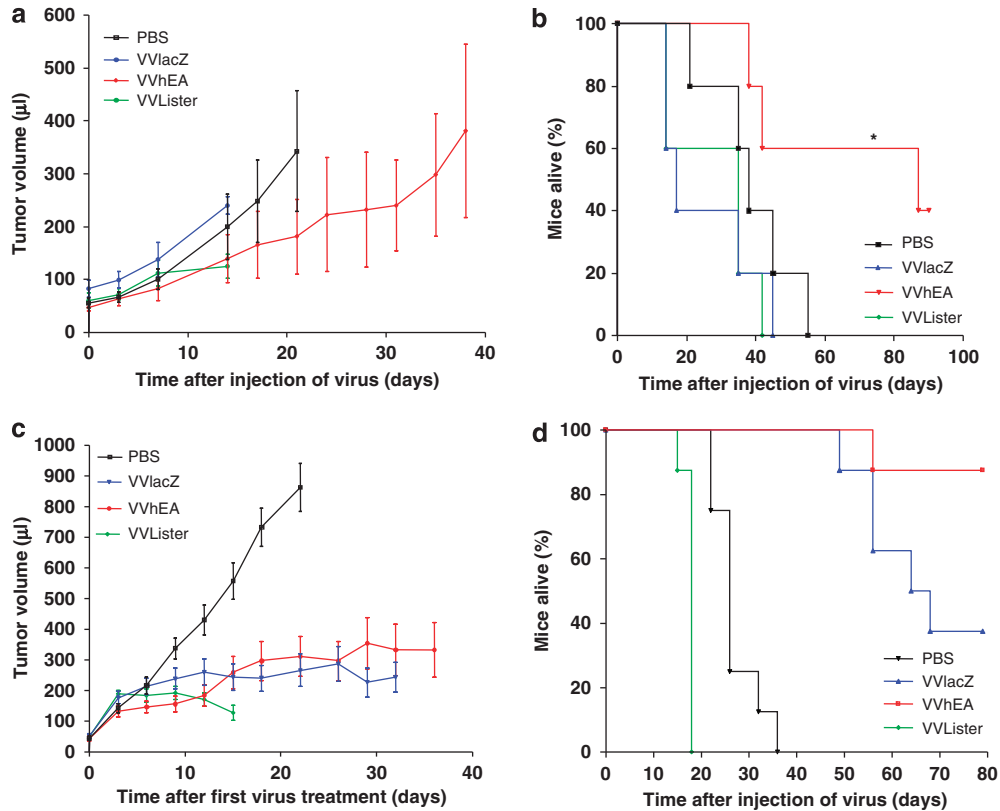 a
600
500
400
300
200
100
0
Tumor volume (µl)
PBS
VVlacZ
VVhEA
VVLister
0
10
20
30
40
Time after injection of virus (days)
b
100
80
60
40
20
0
Mice alive (%)
*
PBS
VVlacZ
VVhEA
VVLister
0
20
40
60
80
100
Time after injection of virus (days)
c
1000
900
800
700
600
500
400
300
200
100
0
Tumor volume (µl)
PBS
VVlacZ
VVhEA
VVLister
0
10
20
30
40
Time after first virus treatment (days)
d
100
80
60
40
20
0
Mice alive (%)
PBS
VVlacZ
VVhEA
VVLister
0
10
20
30
40
50
60
70
80
Time after injection of virus (days)